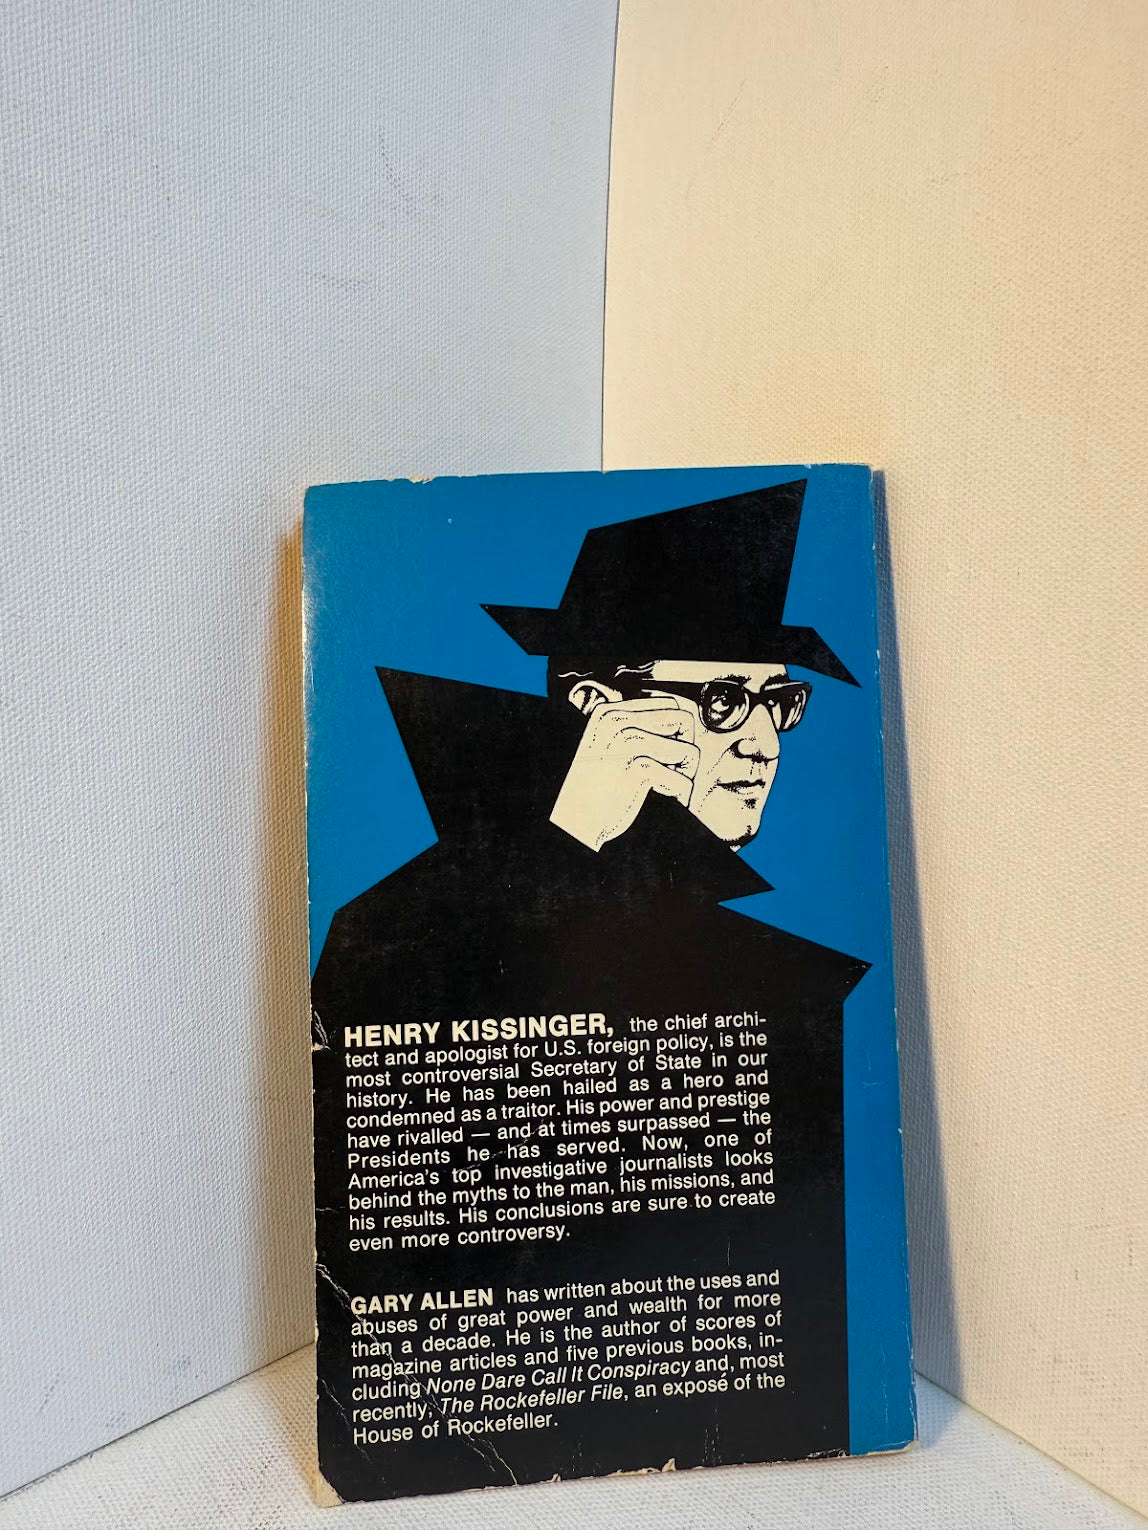 HENRY KISSINGER, the chief archi-
tect and apologist for U.S. foreign policy, is the
most controversial Secretary of State in our
history. He has been hailed as a hero and
condemned as a traitor. His power and prestige
have rivalled — and at times surpassed — the
Presidents he has served. Now, one of
America's top investigative journalists looks
behind the myths to the man, his missions, and
his results. His conclusions are sure to create
even more controversy.
GARY ALLEN has written about the uses and
abuses of great power and wealth for more
than a decade. He is the author of scores of
magazine articles and five previous books, in-
cluding None Dare Call It Conspiracy and, most
recently, The Rockefeller File, an exposé of the
House of Rockefeller.